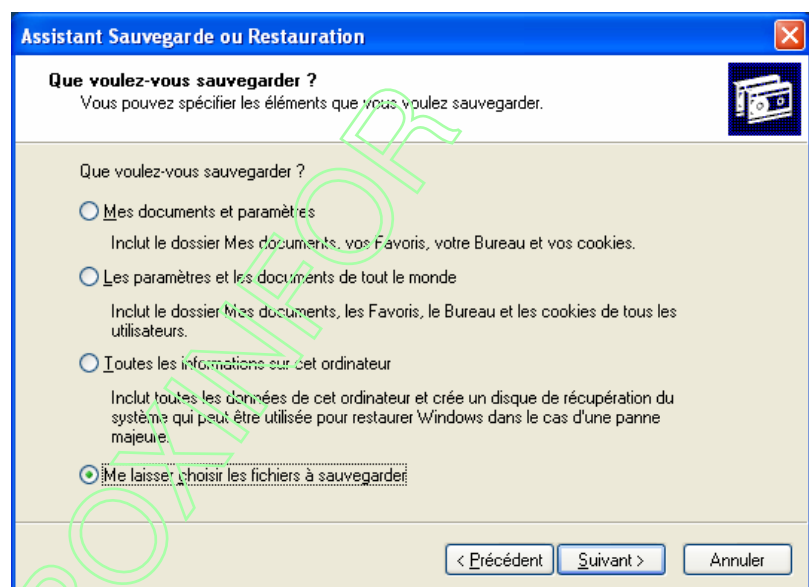 Assistant Sauvegarde ou Restauration
Que voulez-vous sauvegarder ?
Vous pouvez spécifier les éléments que vous voulez sauvegarder.
Que voulez-vous sauvegarder ?
Mes documents et paramètres
Inclut le dossier Mes documents, vos Favoris, votre Bureau et vos cookies.
Les paramètres et les documents de tout le monde
Inclut le dossier Mes documents, les Favoris, le Bureau et les cookies de tous les
utilisateurs.
Toutes les informations sur cet ordinateur
Inclut toutes les données de cet ordinateur et crée un disque de récupération du
système qui peut être utilisée pour restaurer Windows dans le cas d'une panne
majeure.
Me laisser choisir les fichiers à sauvegarder
< Précédent
Suivant >
Annuler
OXINFOR